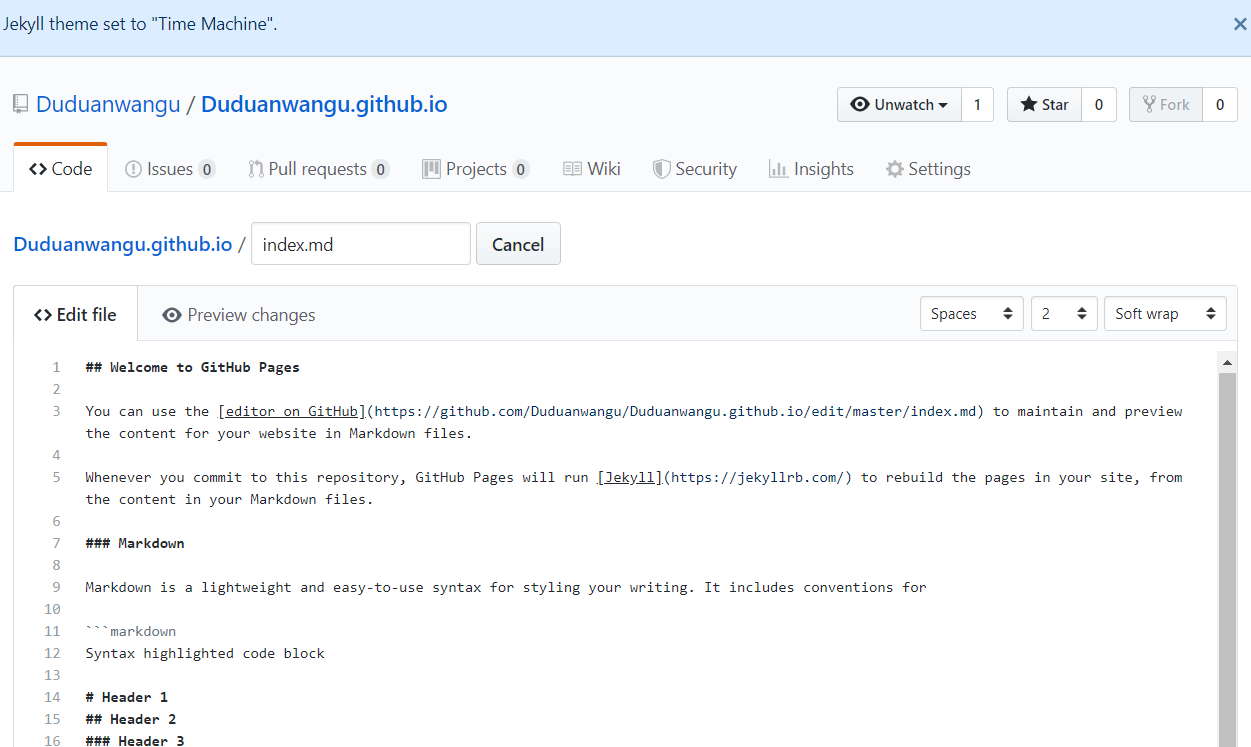 Jekyll theme set to "Time Machine".
Duduanwangu / Duduanwangu.github.io
Unwatch 1 Star 0 Fork 0
Code Issues 0 Pull requests 0 Projects 0 Wiki Security Insights Settings
Duduanwangu.github.io / index.md Cancel
<> Edit file Preview changes Spaces 2 Soft wrap
1 ## Welcome to GitHub Pages
2
3 You can use the [editor on GitHub](https://github.com/Duduanwangu/Duduanwangu.github.io/edit/master/index.md) to maintain and preview
the content for your website in Markdown files.
4
5 Whenever you commit to this repository, GitHub Pages will run [Jekyll](https://jekyllrb.com/) to rebuild the pages in your site, from
the content in your Markdown files.
6
7 ### Markdown
8
9 Markdown is a lightweight and easy-to-use syntax for styling your writing. It includes conventions for
10
11 ```markdown
12 Syntax highlighted code block
13
14 # Header 1
15 ## Header 2
16 ### Header 3